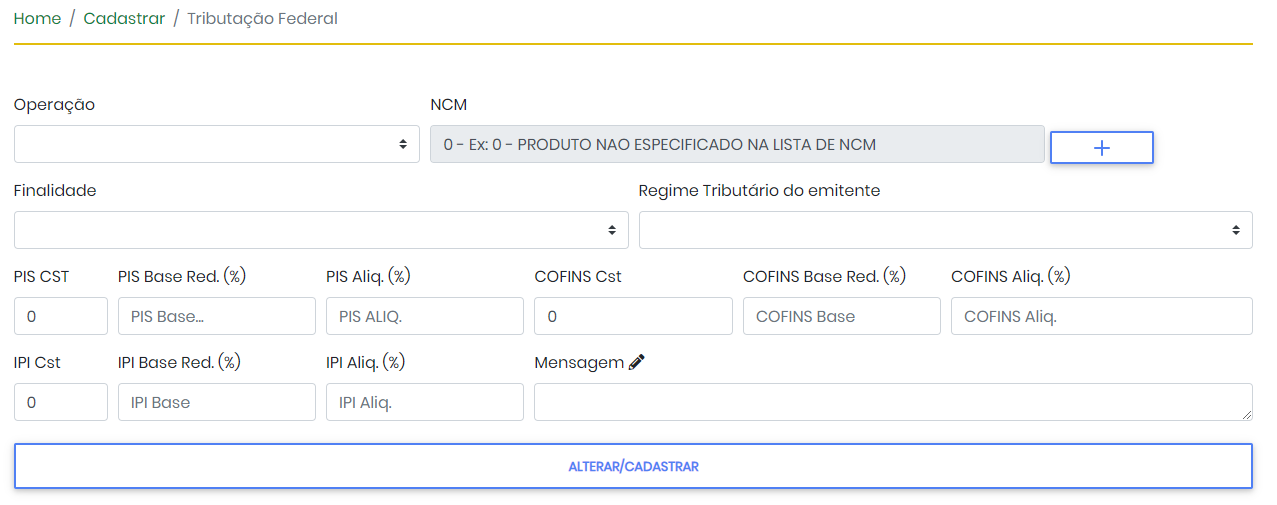 Home / Cadastrar / Tributação Federal
Operação NCM
0 - Ex: 0 - PRODUTO NAO ESPECIFICADO NA LISTA DE NCM
Finalidade Regime Tributário do emitente
PIS CST PIS Base Red. (%) PIS Aliq. (%) COFINS Cst COFINS Base Red. (%) COFINS Aliq. (%)
0 PIS Base... PIS ALIQ. 0 COFINS Base COFINS Aliq.
IPI Cst IPI Base Red. (%) IPI Aliq. (%) Mensagem
0 IPI Base IPI Aliq.
ALTERAR/CADASTRAR